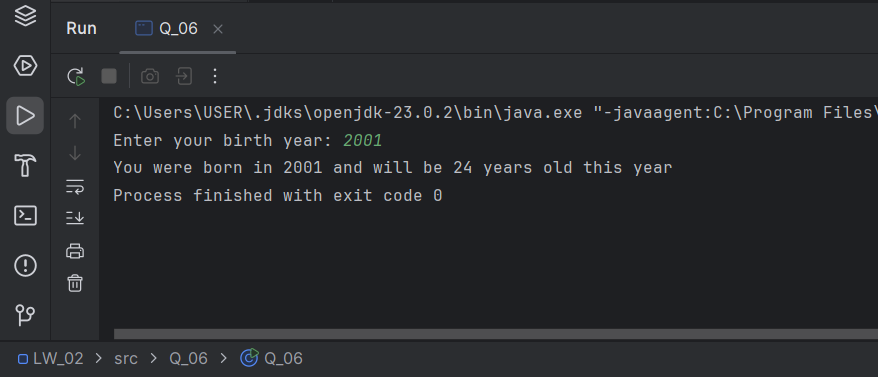 Run Q_06
C:\Users\USER\.jdks\openjdk-23.0.2\bin\java.exe "-javaagent:C:\Program Files\
Enter your birth year: 2001
You were born in 2001 and will be 24 years old this year
Process finished with exit code 0
LW_02 > src > Q_06 > Q_06